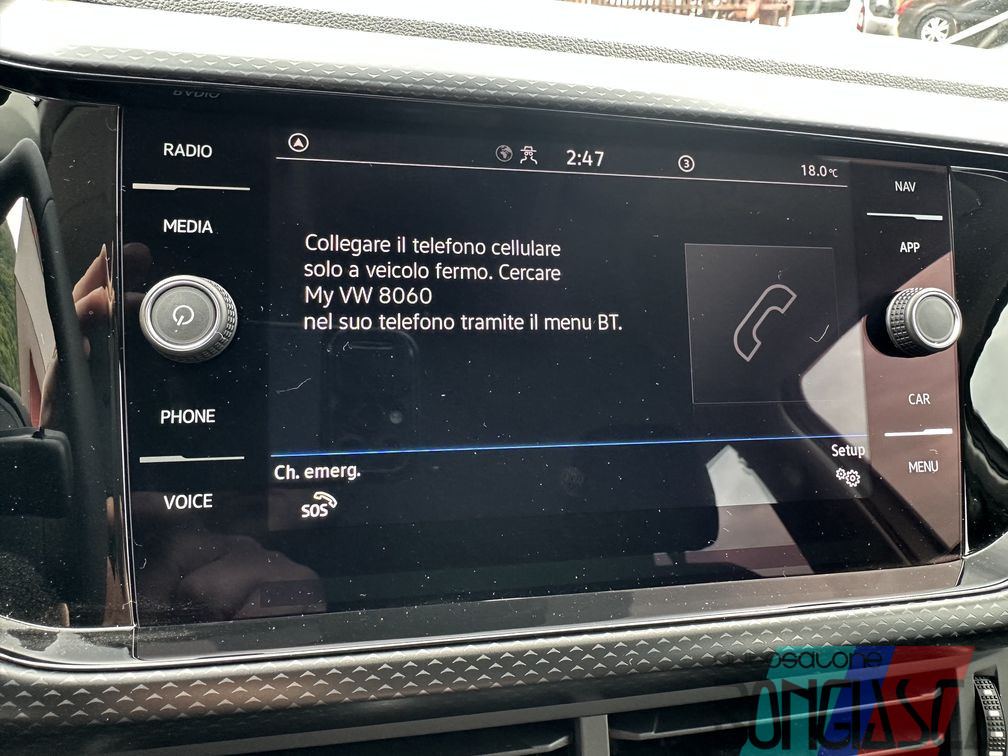 RADIO
MEDIA
PHONE
VOICE
2:47
3
18.0°C
Collegare il telefono cellulare
solo a veicolo fermo. Cercare
My VW 8060
nel suo telefono tramite il menu BT.
Ch. emerg.
SOS
Setup
NAV
APP
CAR
MENU